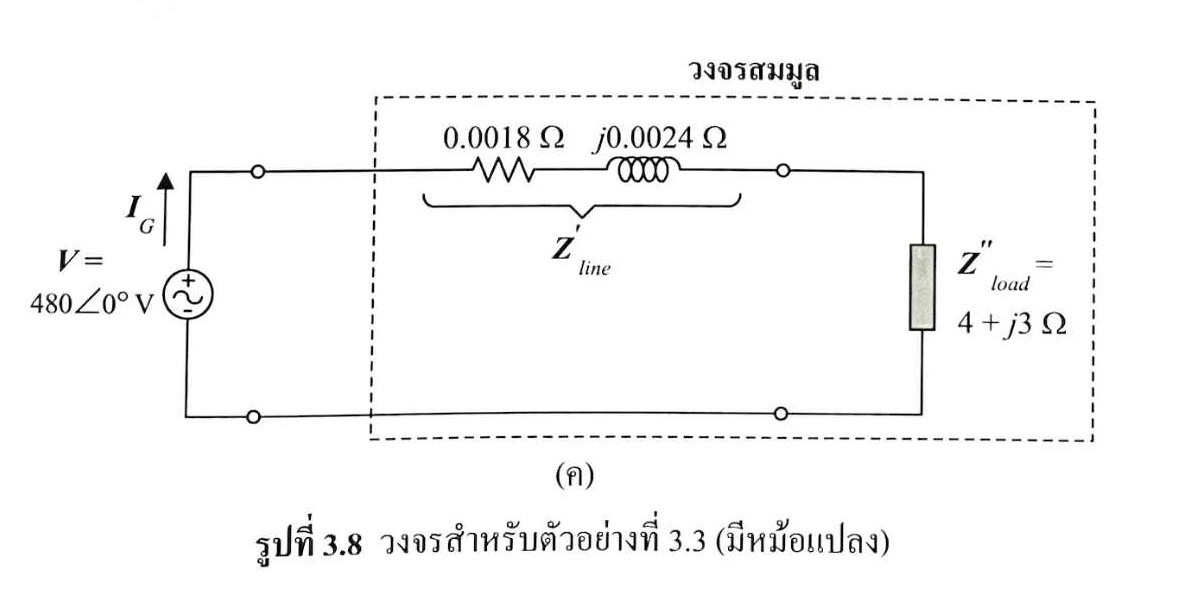 วงจรสมมูล
0.0018 Ω j0.0024 Ω
I_G
Z'_line
V =
480∠0° V
+
-
Z''_load =
4 + j3 Ω
(ค)
รูปที่ 3.8 วงจรสำหรับตัวอย่างที่ 3.3 (มีหม้อแปลง)